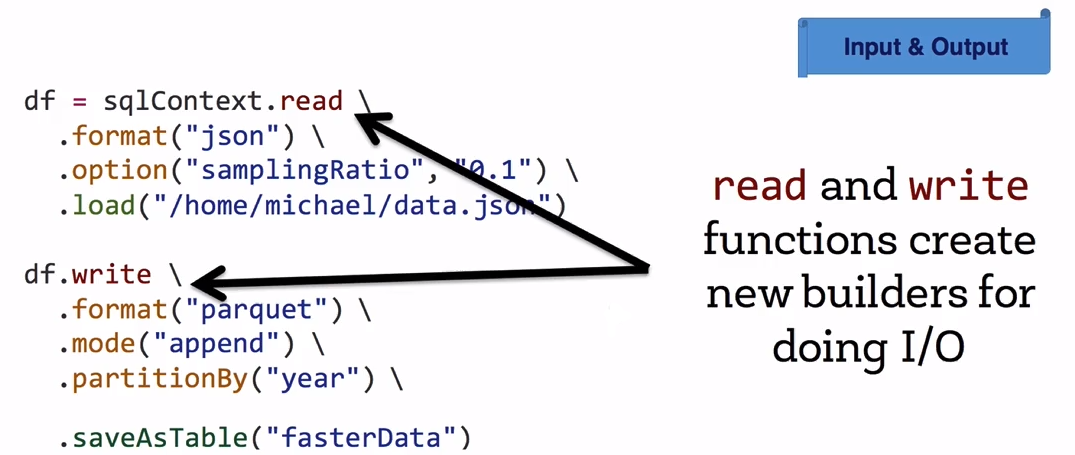 Input & Output
df = sqlContext.read \
.format("json") \
.option("samplingRatio", "0.1") \
.load("/home/michael/data.json")
df.write \
.format("parquet") \
.mode("append") \
.partitionBy("year") \
.saveAsTable("fasterData")
read and write
functions create
new builders for
doing I/O